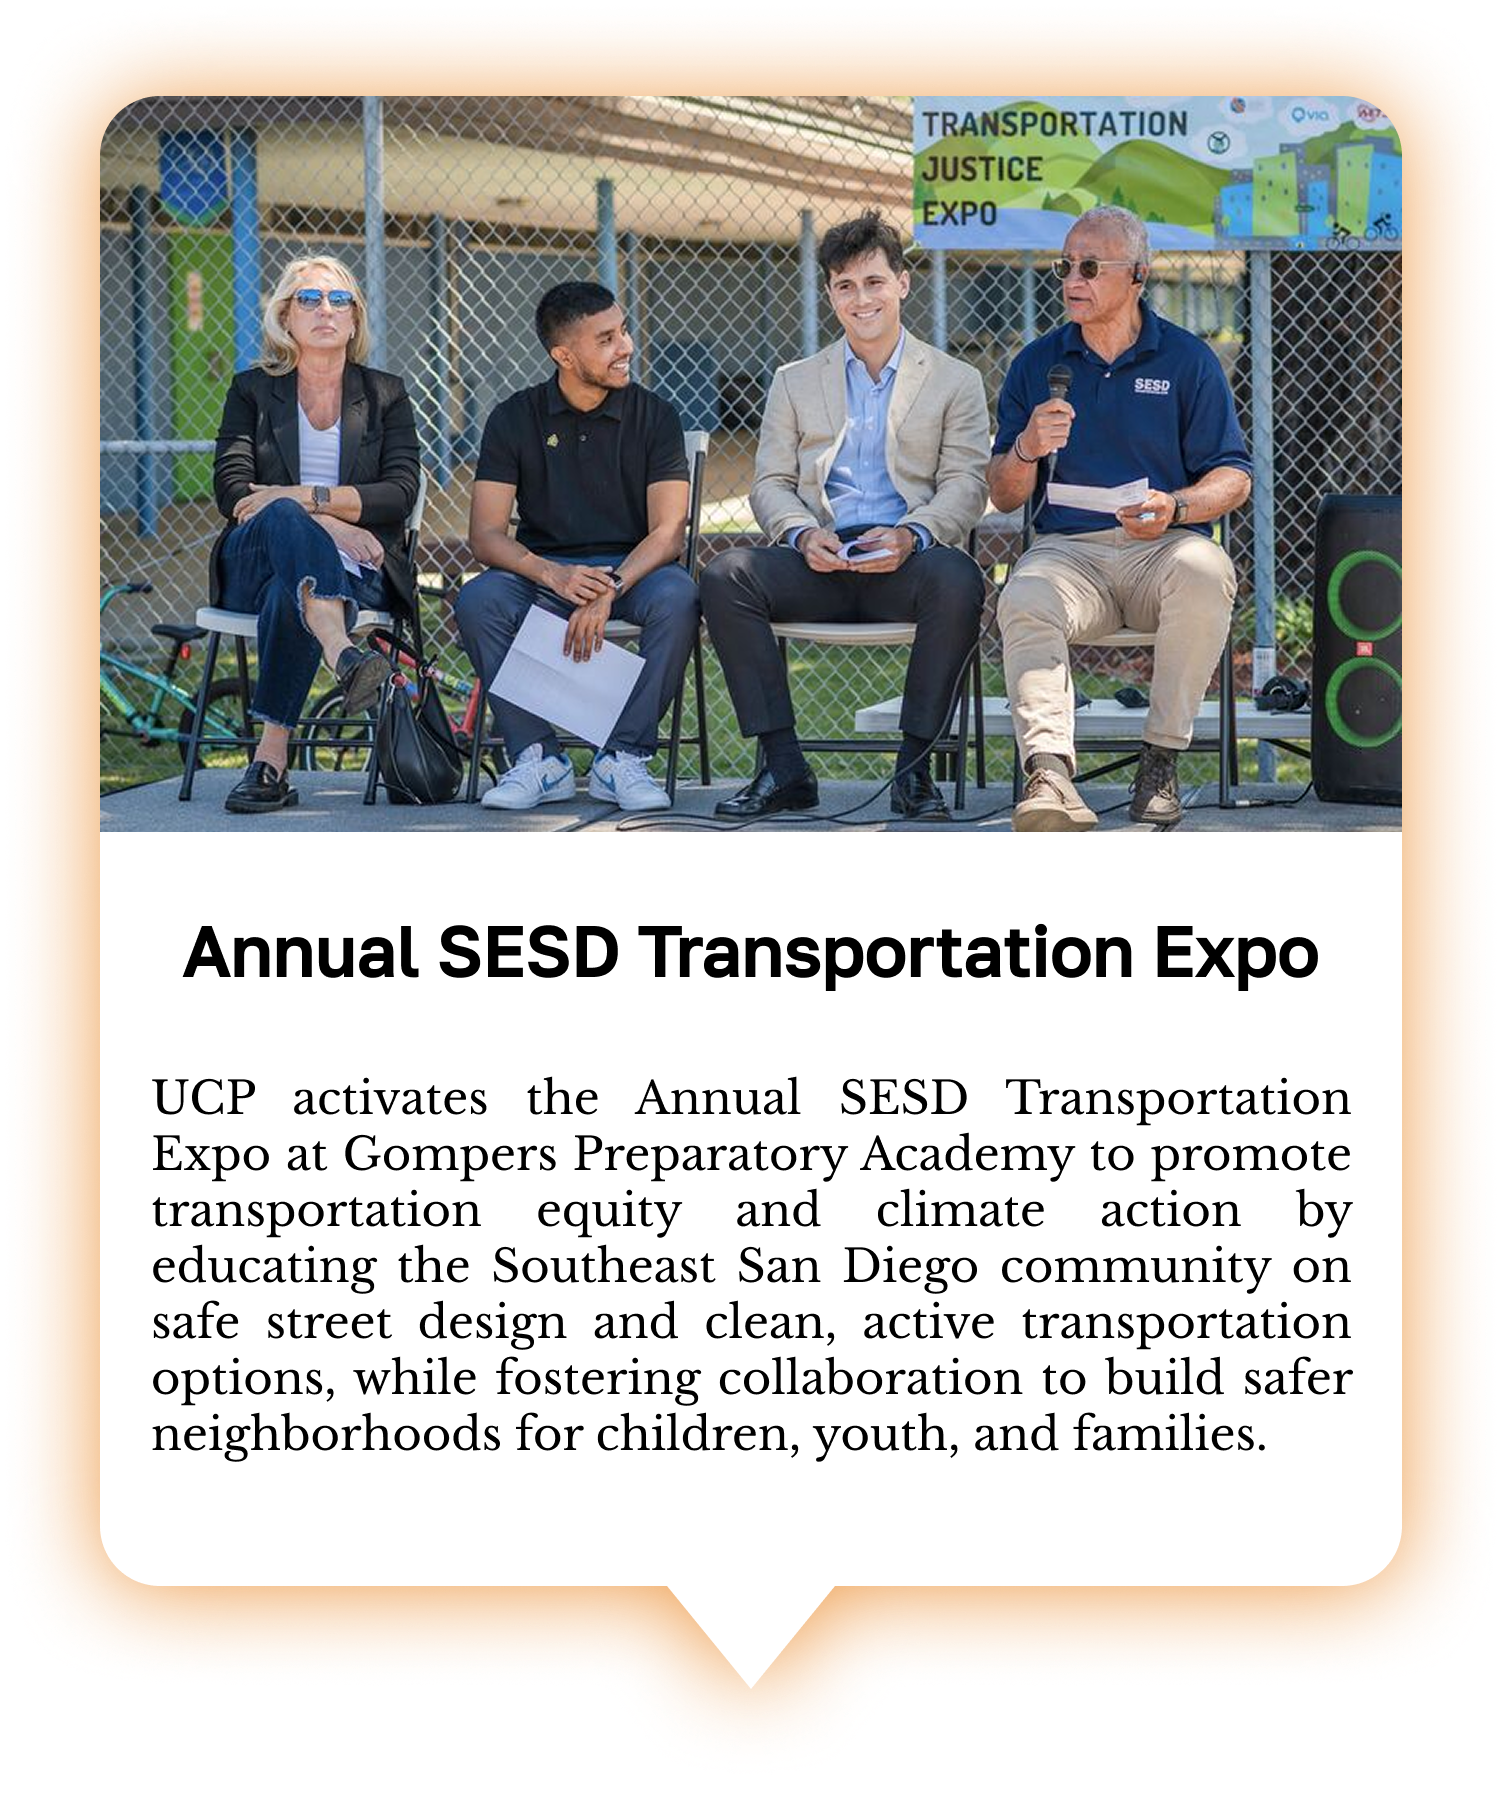 TRANSPORTATION
JUSTICE
EXPO
via
SESD
JBL
Annual SESD Transportation Expo
UCP activates the Annual SESD Transportation
Expo at Gompers Preparatory Academy to promote
transportation equity and climate action by
educating the Southeast San Diego community on
safe street design and clean, active transportation
options, while fostering collaboration to build safer
neighborhoods for children, youth, and families.